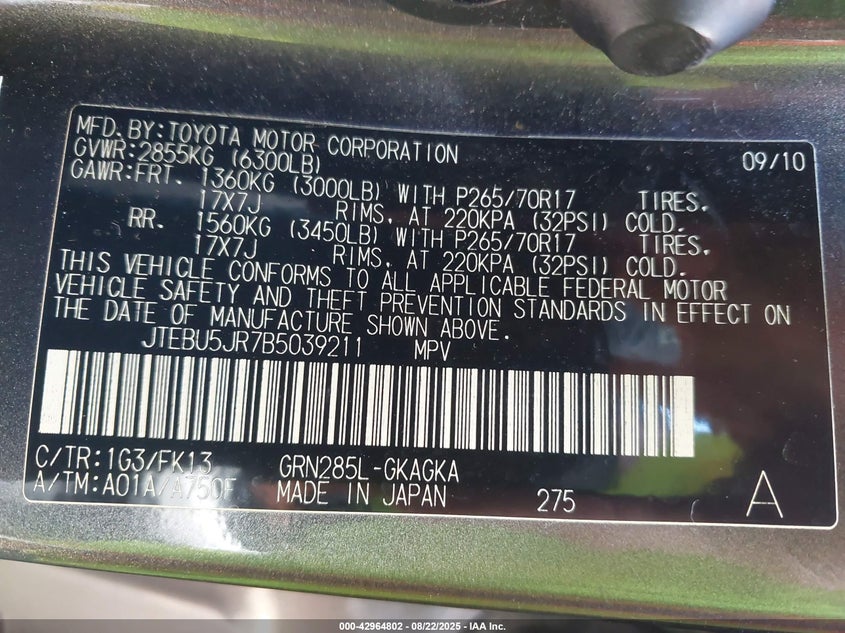 MFD. BY: TOYOTA MOTOR CORPORATION 09/10
GVWR: 2855KG (6300LB)
GAWR: FRT. 1360KG (3000LB) WITH P265/70R17 TIRES.
17X7J RIMS, AT 220KPA (32PSI) COLD.
RR. 1560KG (3450LB) WITH P265/70R17 TIRES.
17X7J RIMS, AT 220KPA (32PSI) COLD.
THIS VEHICLE CONFORMS TO ALL APPLICABLE FEDERAL MOTOR
VEHICLE SAFETY AND THEFT PREVENTION STANDARDS IN EFFECT ON
THE DATE OF MANUFACTURE SHOWN ABOVE.
JTEBU5JR7B5039211 MPV
C/TR: 1G3/FK13 GRN285L-GKAGKA
A/TM: A01A/A750F MADE IN JAPAN 275 A
000-42964802 - 08/22/2025 - IAA Inc.